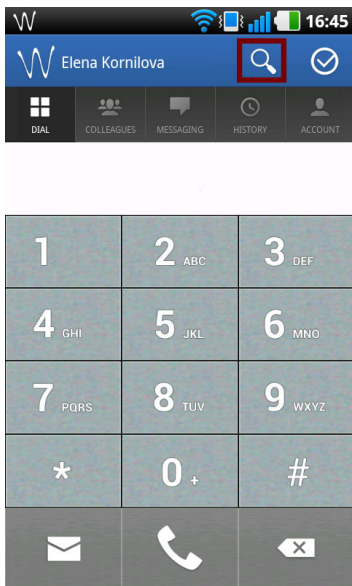 W 16:45
W Elena Kornilova
DIAL COLLEAGUES MESSAGING HISTORY ACCOUNT
1 2 ABC 3 DEF
4 GHI 5 JKL 6 MNO
7 PQRS 8 TUV 9 WXYZ
* 0 + #